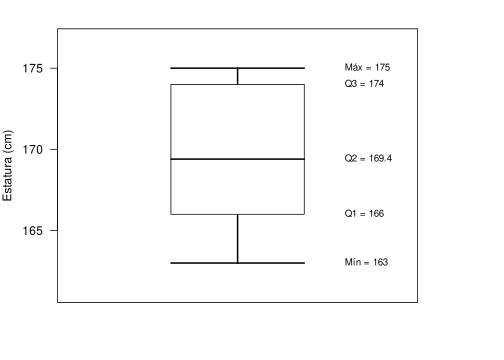 Estatura (cm)
175
170
165
Máx = 175
Q3 = 174
Q2 = 169.4
Q1 = 166
Mín = 163